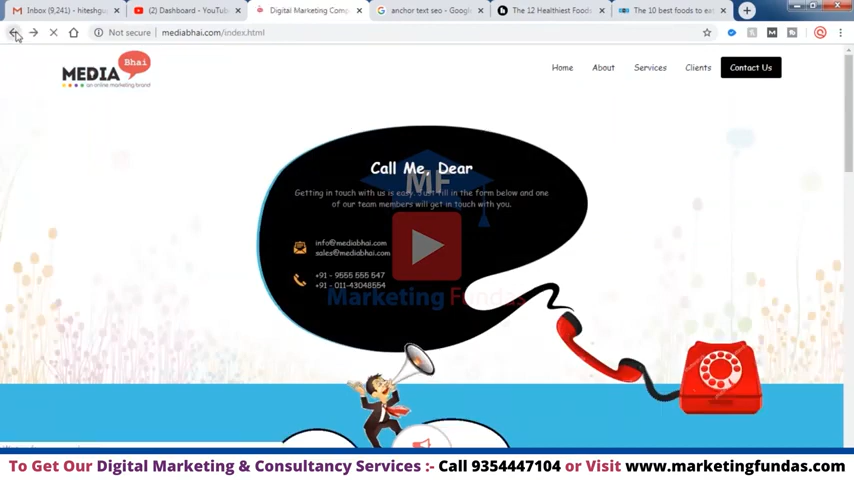 Inbox (9,241) - hiteshgu
(2) Dashboard - YouTube
Digital Marketing Comp
anchor text seo - Google
The 12 Healthiest Foods
The 10 best foods to ea
Not secure | mediabhai.com/index.html
MEDIA Bhai
an online marketing brand
Home About Services Clients Contact Us
Call Me, Dear
Getting in touch with us is easy. Just fill in the form below and one
of our team members will get in touch with you.
MF
info@mediabhai.com
sales@mediabhai.com
+91 - 9555 555 547
+91 - 011-43048554
Marketing Fundas
To Get Our Digital Marketing & Consultancy Services :- Call 9354447104 or Visit www.marketingfundas.com